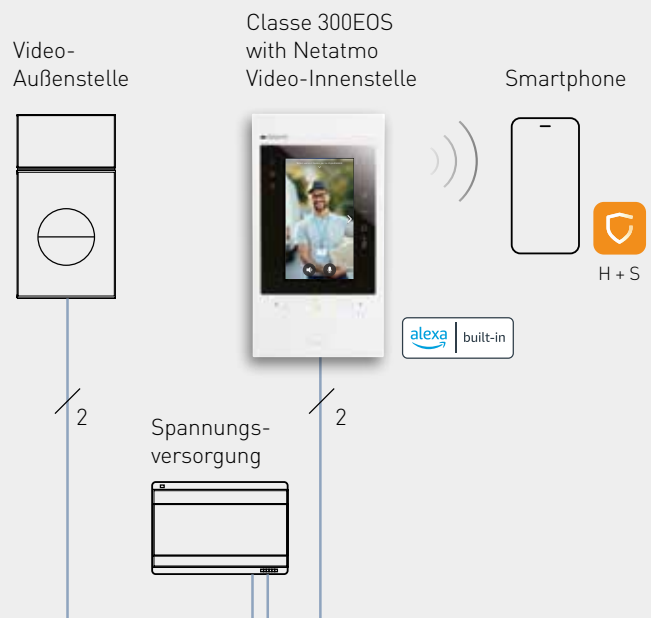 Video-
Außenstelle
Classe 300EOS
with Netatmo
Video-Innenstelle
Smartphone
H + S
alexa built-in
2
2
Spannungs-
versorgung